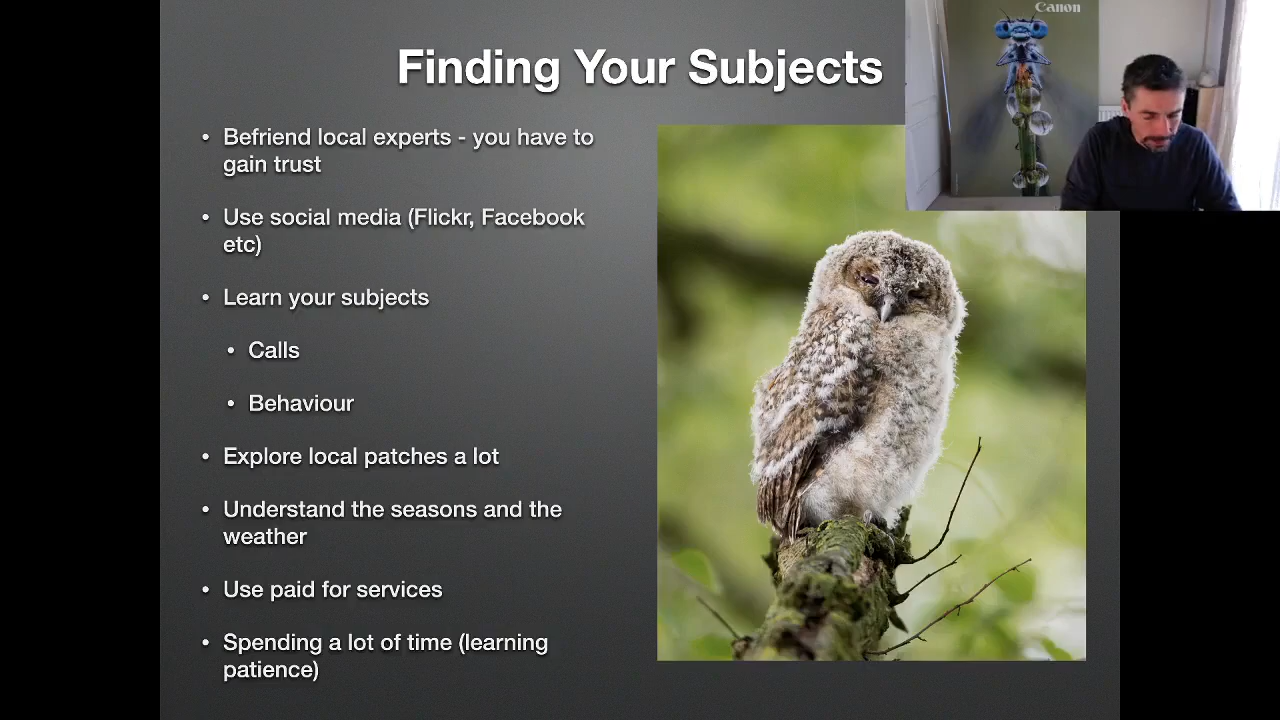 Canon
Finding Your Subjects
• Befriend local experts - you have to
gain trust
• Use social media (Flickr, Facebook
etc)
• Learn your subjects
• Calls
• Behaviour
• Explore local patches a lot
• Understand the seasons and the
weather
• Use paid for services
• Spending a lot of time (learning
patience)